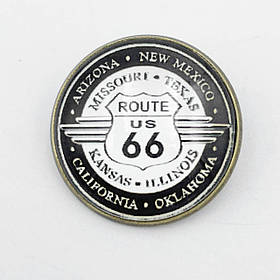 • ARIZONA • NEW MEXICO •
MISSOURI • TEXAS
ROUTE
US
66
KANSAS • ILLINOIS
CALIFORNIA • OKLAHOMA